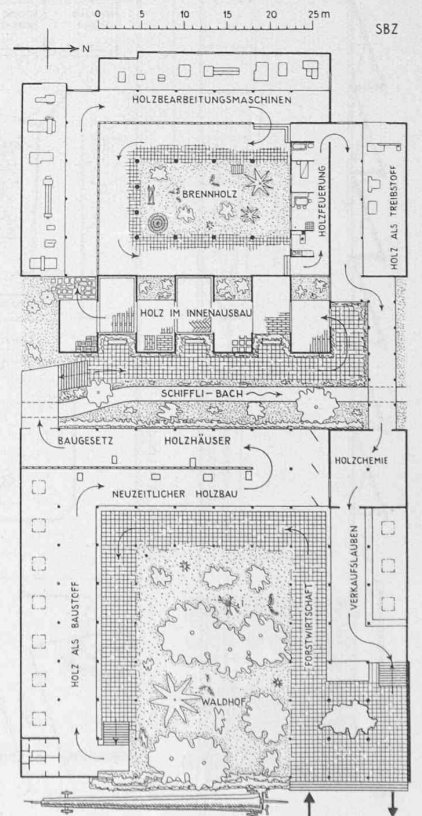 0 5 10 15 20 25 m
SBZ
N
HOLZBEARBEITUNGSMASCHINEN
BRENNHOLZ
HOLZFEUERUNG
HOLZ ALS TREIBSTOFF
HOLZ IM INNENAUSBAU
SCHIFFLI-BACH
BAUGESETZ
HOLZHÄUSER
HOLZCHEMIE
NEUZEITLICHER HOLZBAU
HOLZ ALS BAUSTOFF
FORSTWIRTSCHAFT
VERKAUFSLAUBEN
WALDHOF